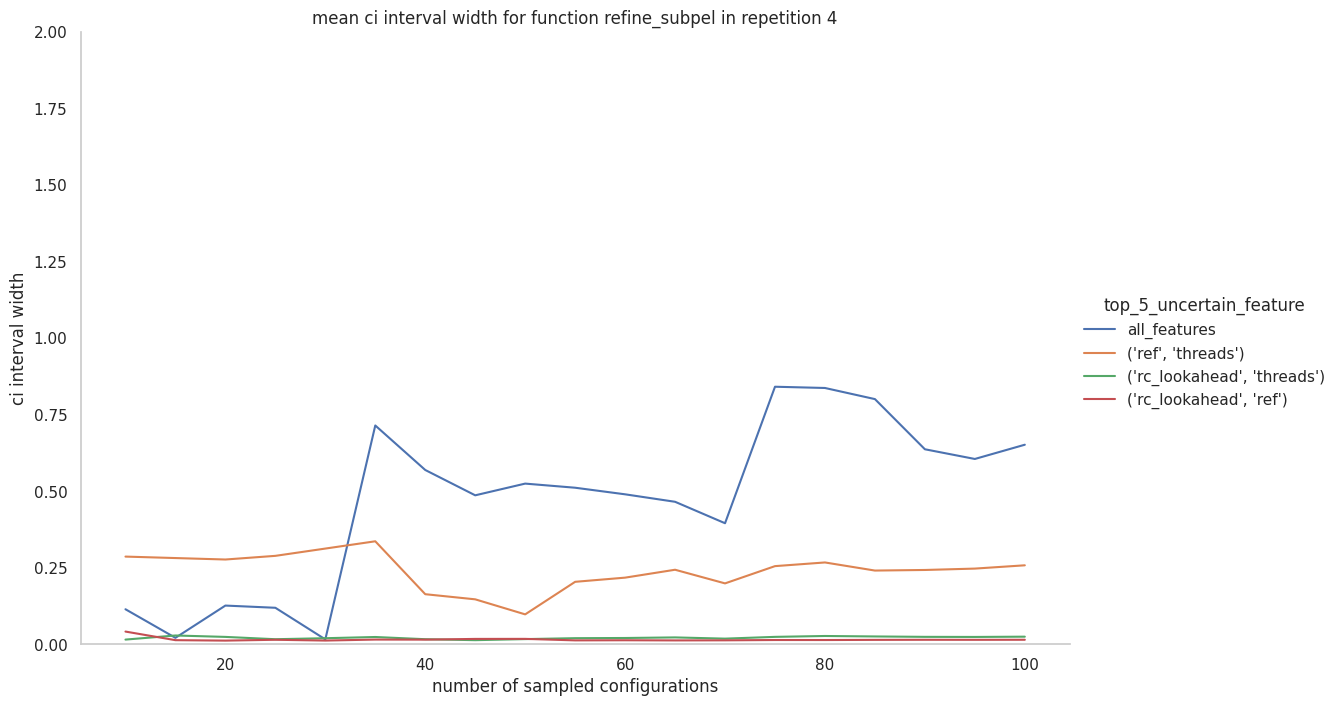 mean ci interval width for function refine_subpel in repetition 4
2.00
1.75
1.50
1.25
1.00
0.75
0.50
0.25
0.00
ci interval width
20
40
60
80
100
number of sampled configurations
top_5_uncertain_feature
all_features
('ref', 'threads')
('rc_lookahead', 'threads')
('rc_lookahead', 'ref')